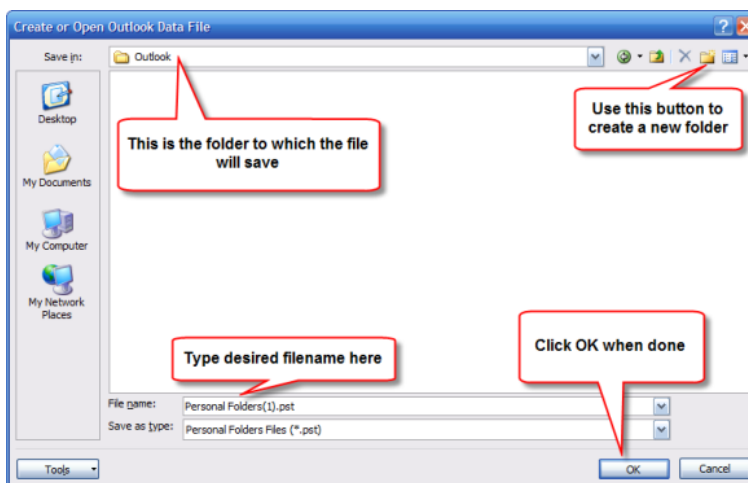 Create or Open Outlook Data File
Save in:
Outlook
Use this button to
create a new folder
This is the folder to which the file
will save
Desktop
My Documents
My Computer
My Network
Places
Type desired filename here
Click OK when done
File name:
Personal Folders(1).pst
Save as type:
Personal Folders Files (*.pst)
Tools
OK
Cancel